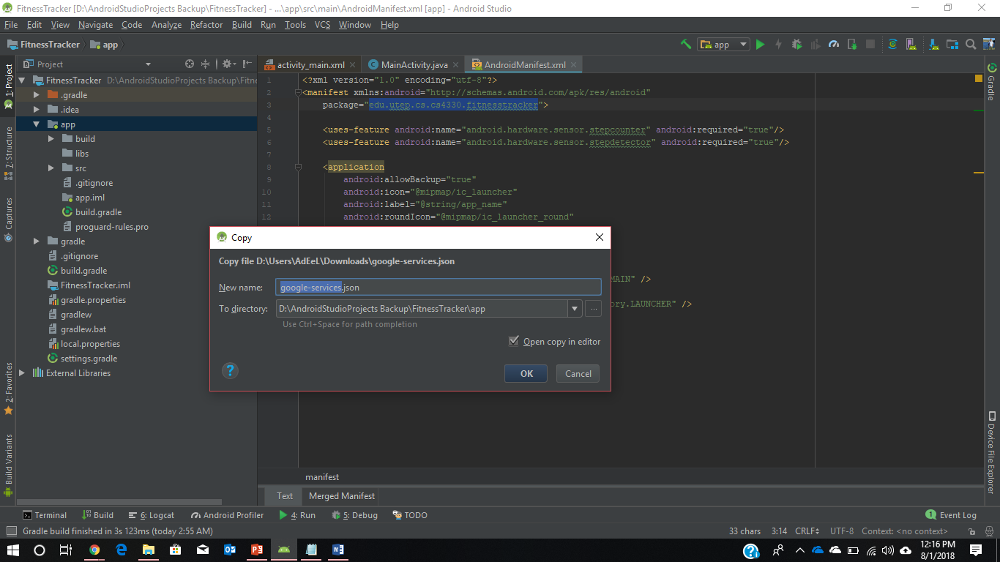 FitnessTracker [D:\AndroidStudioProjects Backup\FitnessTracker] - ...\app\src\main\AndroidManifest.xml [app] - Android Studio
File Edit View Navigate Code Analyze Refactor Build Run Tools VCS Window Help
FitnessTracker app
app
1: Project
7: Structure
Captures
2: Favorites
Build Variants
Project
FitnessTracker D:\AndroidStudioProjects Backup\Fitne
.gradle
.idea
app
build
libs
src
.gitignore
app.iml
build.gradle
proguard-rules.pro
gradle
.gitignore
build.gradle
FitnessTracker.iml
gradle.properties
gradlew
gradlew.bat
local.properties
settings.gradle
External Libraries
activity_main.xml MainActivity.java AndroidManifest.xml
1 <?xml version="1.0" encoding="utf-8"?>
2 <manifest xmlns:android="http://schemas.android.com/apk/res/android"
3 package="edu.utep.cs.cs4330.fitnesstracker">
4
5 <uses-feature android:name="android.hardware.sensor.stepcounter" android:required="true"/>
6 <uses-feature android:name="android.hardware.sensor.stepdetector" android:required="true"/>
7
8 <application
9 android:allowBackup="true"
10 android:icon="@mipmap/ic_launcher"
11 android:label="@string/app_name"
12 android:roundIcon="@mipmap/ic_launcher_round"
MAIN" />
ory.LAUNCHER" />
Copy
Copy file D:\Users\AdEeL\Downloads\google-services.json
New name: google-services.json
To directory: D:\AndroidStudioProjects Backup\FitnessTracker\app
...
Use Ctrl+Space for path completion
Open copy in editor
? OK Cancel
manifest
Text Merged Manifest
Gradle
Device File Explorer
Terminal Build 6: Logcat Android Profiler 4: Run 5: Debug TODO 1 Event Log
Gradle build finished in 3s 123ms (today 2:55 AM) 33 chars 3:14 CRLF UTF-8 Context: <no context>
12:16 PM
8/1/2018